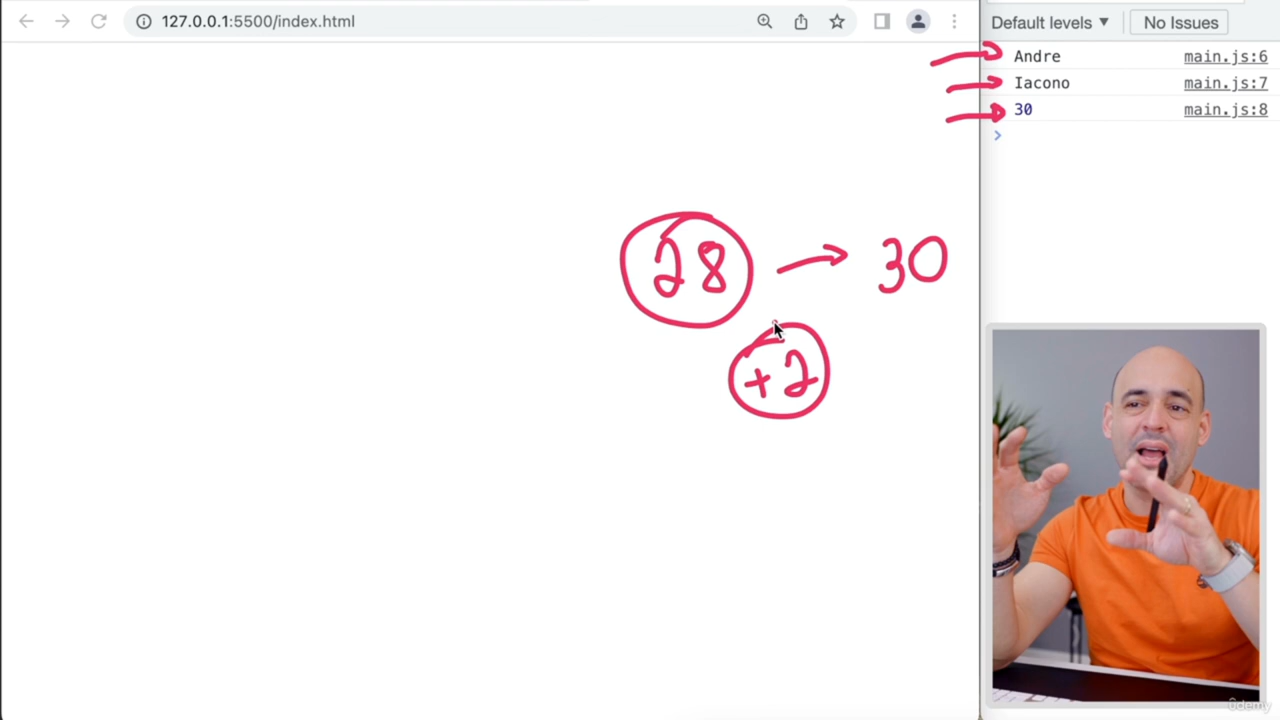 127.0.0.1:5500/index.html
Default levels ▼ No Issues
Andre main.js:6
Iacono main.js:7
30 main.js:8
28 → 30
+2
ûdemy